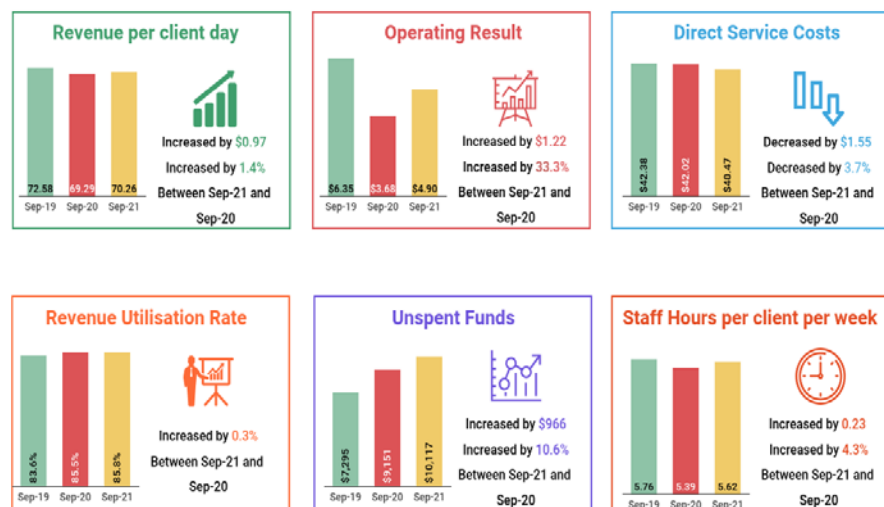 Revenue per client day
Increased by $0.97
Increased by 1.4%
Between Sep-21 and
Sep-20
72.58
69.29
70.26
Sep-19 Sep-20 Sep-21
Operating Result
Increased by $1.22
Increased by 33.3%
Between Sep-21 and
Sep-20
$6.35
$3.68
$4.90
Sep-19 Sep-20 Sep-21
Direct Service Costs
Decreased by $1.55
Decreased by 3.7%
Between Sep-21 and
Sep-20
$42.38
$42.02
$40.47
Sep-19 Sep-20 Sep-21
Revenue Utilisation Rate
Increased by 0.3%
Between Sep-21 and
Sep-20
83.6%
85.5%
85.8%
Sep-19 Sep-20 Sep-21
Unspent Funds
Increased by $966
Increased by 10.6%
Between Sep-21 and
Sep-20
$7,295
$9,151
$10,117
Sep-19 Sep-20 Sep-21
Staff Hours per client per week
Increased by 0.23
Increased by 4.3%
Between Sep-21 and
Sep-20
5.76
5.39
5.62
Sep-19 Sep-20 Sep-21